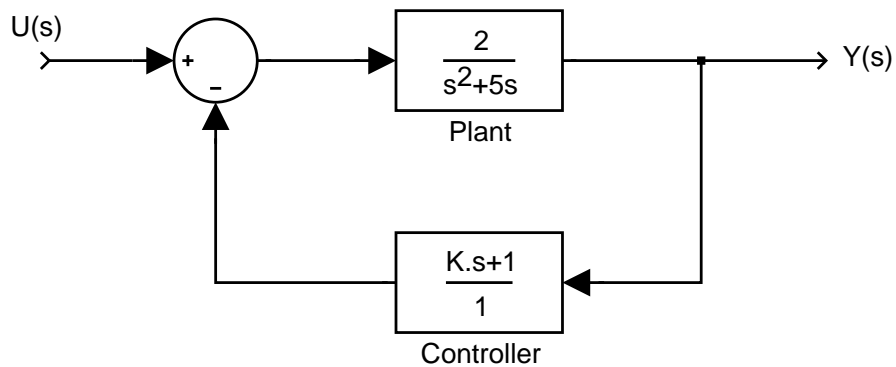 U(s)
+
−
2
s²+5s
Plant
Y(s)
K.s+1
1
Controller